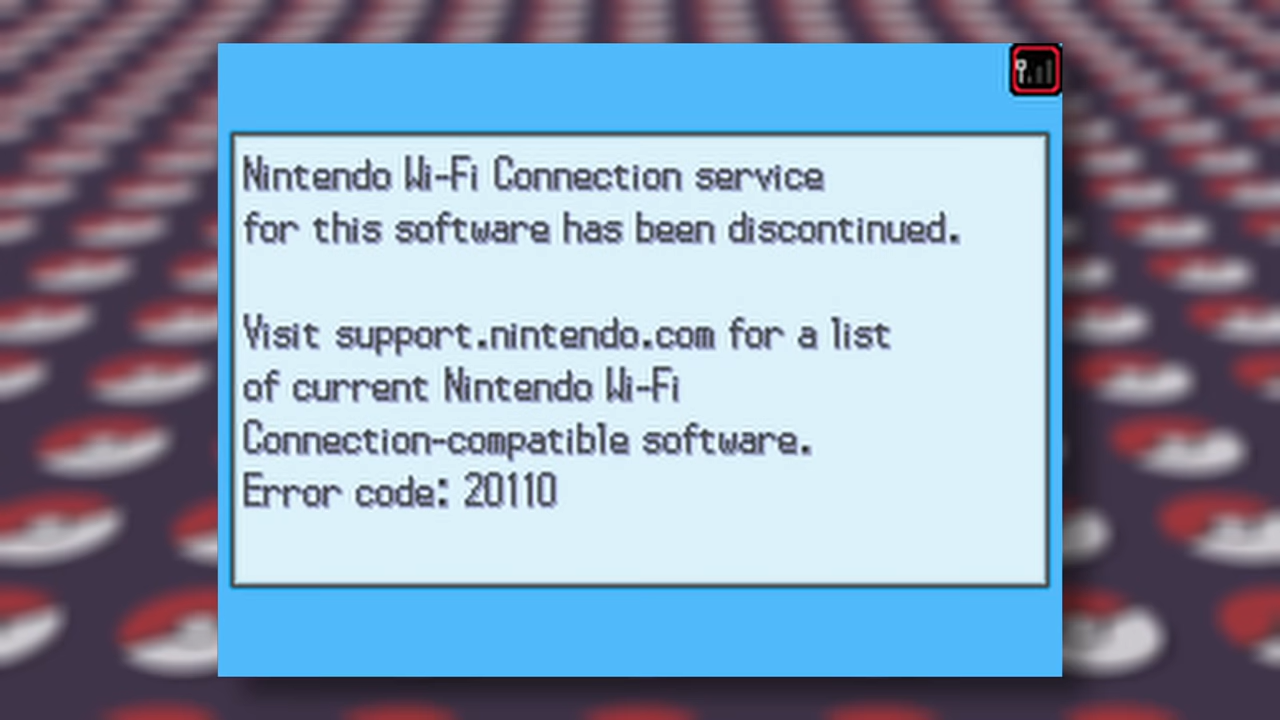 Nintendo Wi-Fi Connection service
for this software has been discontinued.
Visit support.nintendo.com for a list
of current Nintendo Wi-Fi
Connection-compatible software.
Error code: 20110